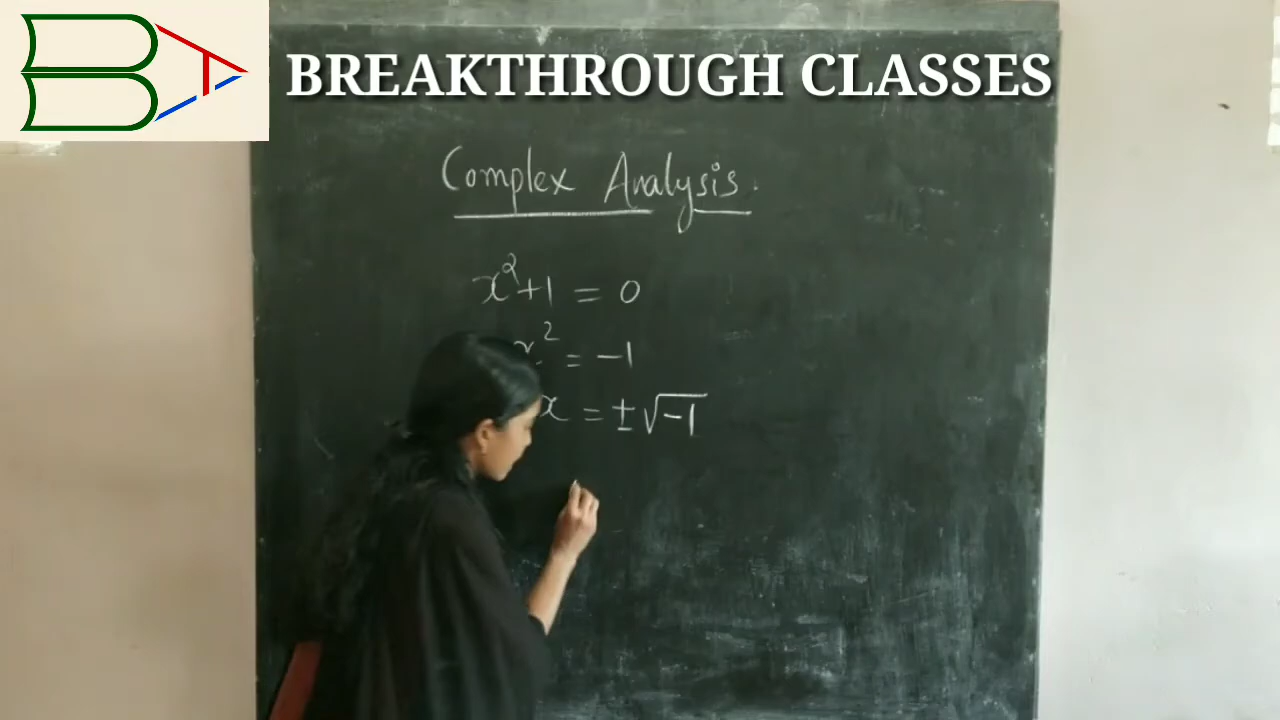 BREAKTHROUGH CLASSES
Complex Analysis.
x²+1 = 0
x² = -1
x = ±√-1